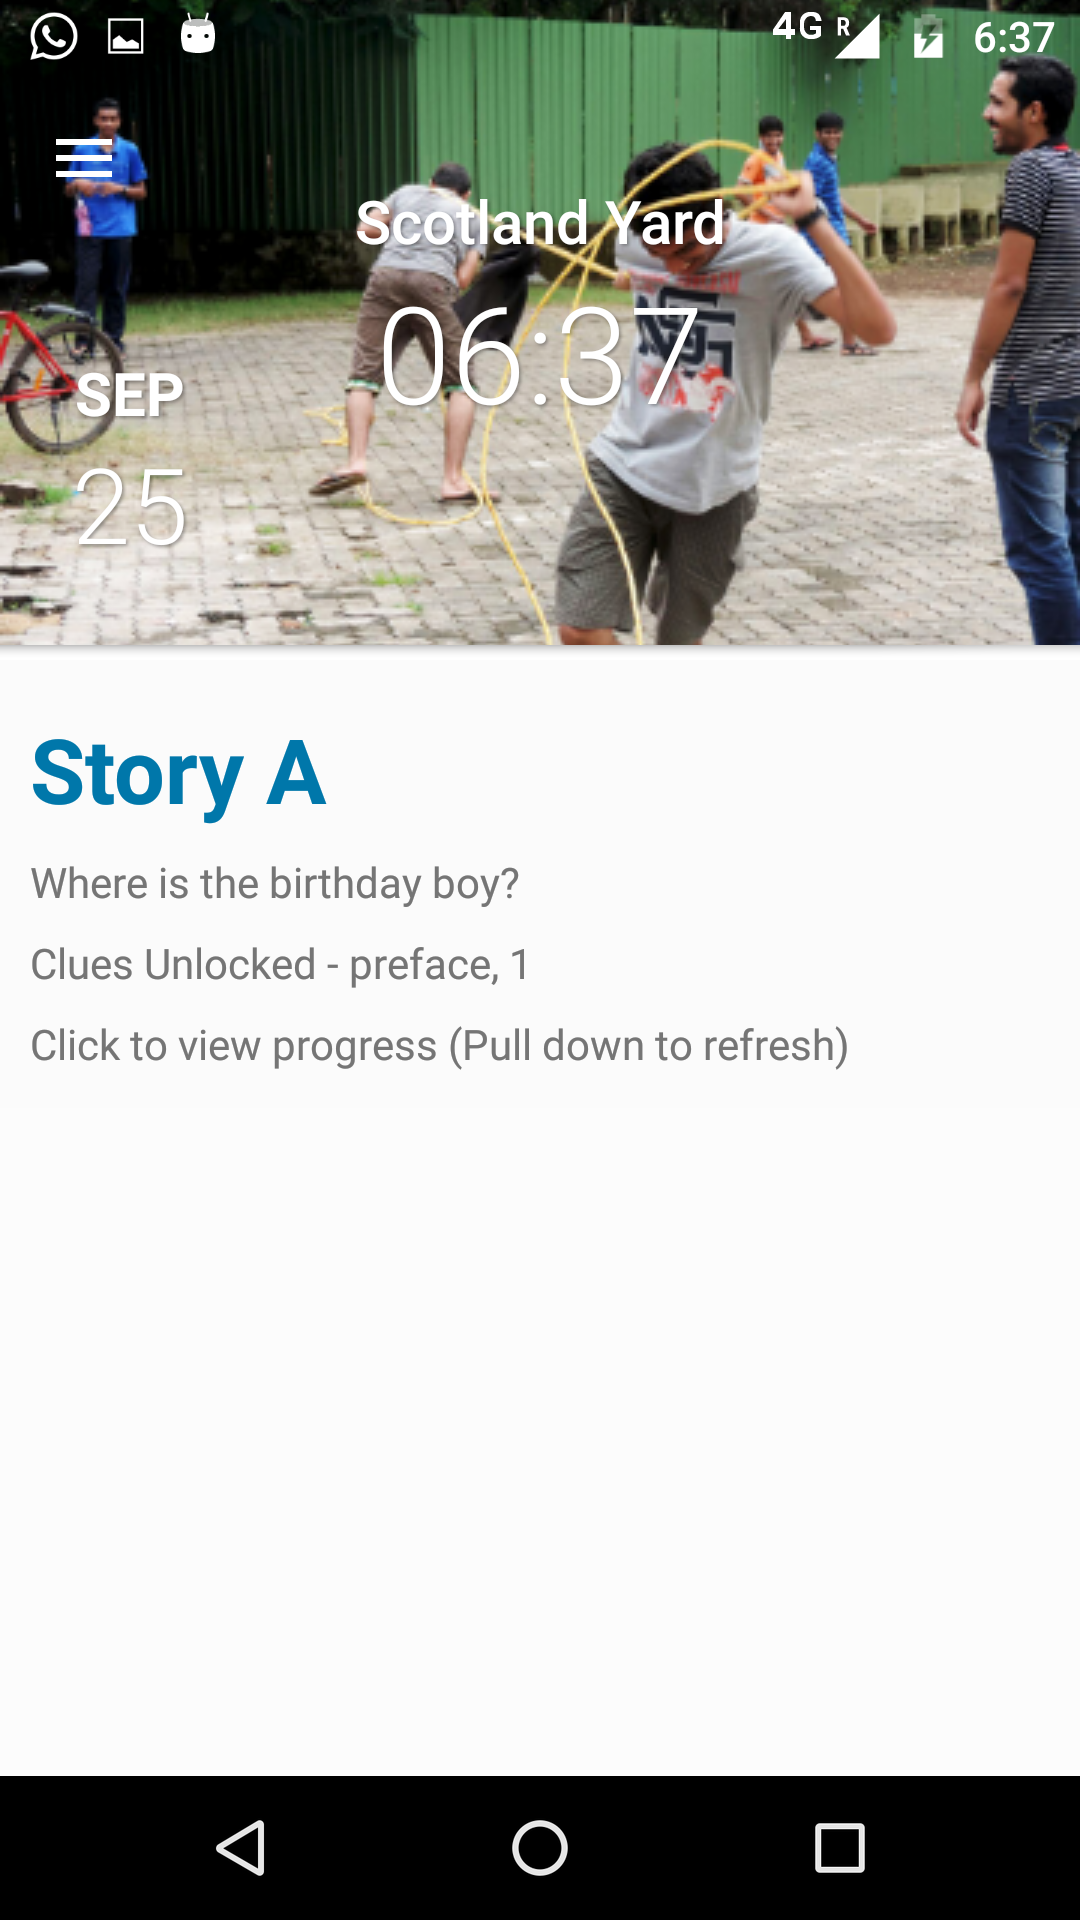 4G R 6:37
Scotland Yard
06:37
SEP
25
Story A
Where is the birthday boy?
Clues Unlocked - preface, 1
Click to view progress (Pull down to refresh)